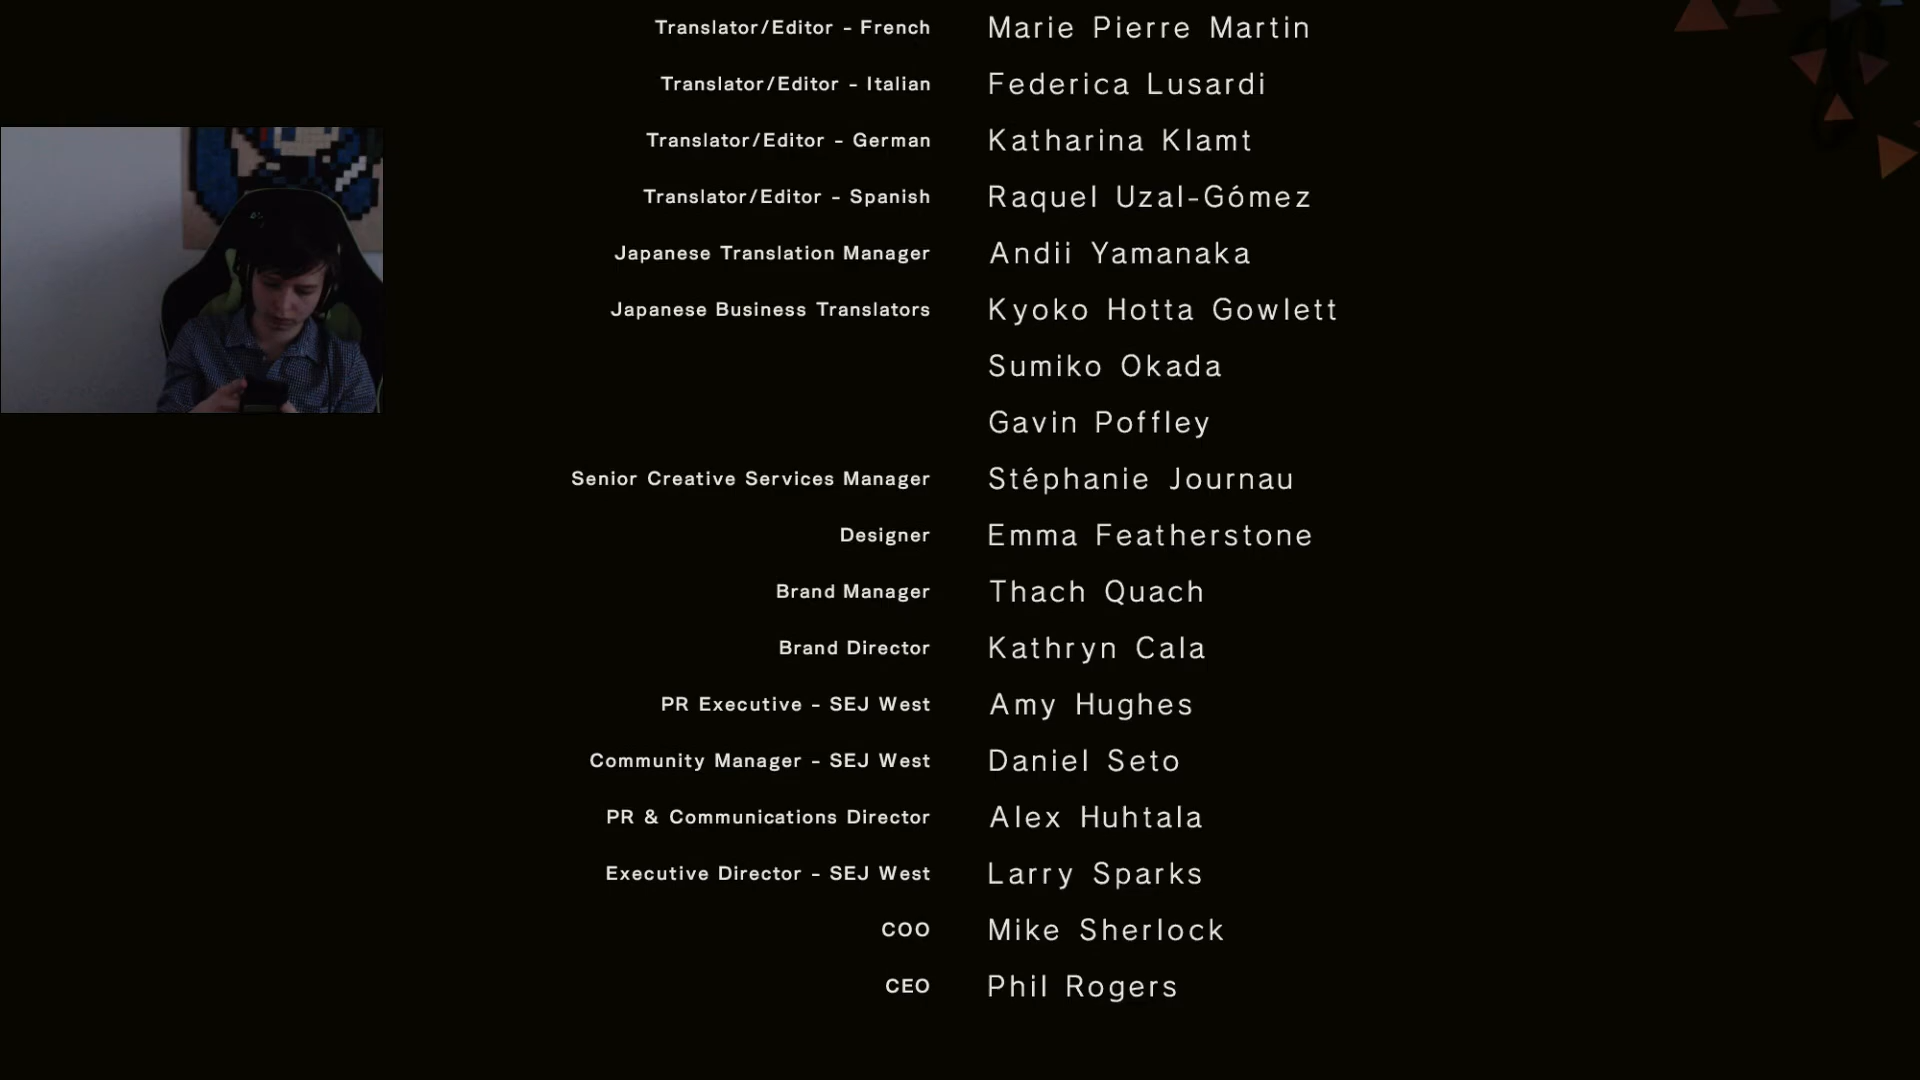 Translator/Editor - French Marie Pierre Martin
Translator/Editor - Italian Federica Lusardi
Translator/Editor - German Katharina Klamt
Translator/Editor - Spanish Raquel Uzal-Gómez
Japanese Translation Manager Andii Yamanaka
Japanese Business Translators Kyoko Hotta Gowlett
Sumiko Okada
Gavin Poffley
Senior Creative Services Manager Stéphanie Journau
Designer Emma Featherstone
Brand Manager Thach Quach
Brand Director Kathryn Cala
PR Executive - SEJ West Amy Hughes
Community Manager - SEJ West Daniel Seto
PR & Communications Director Alex Huhtala
Executive Director - SEJ West Larry Sparks
COO Mike Sherlock
CEO Phil Rogers